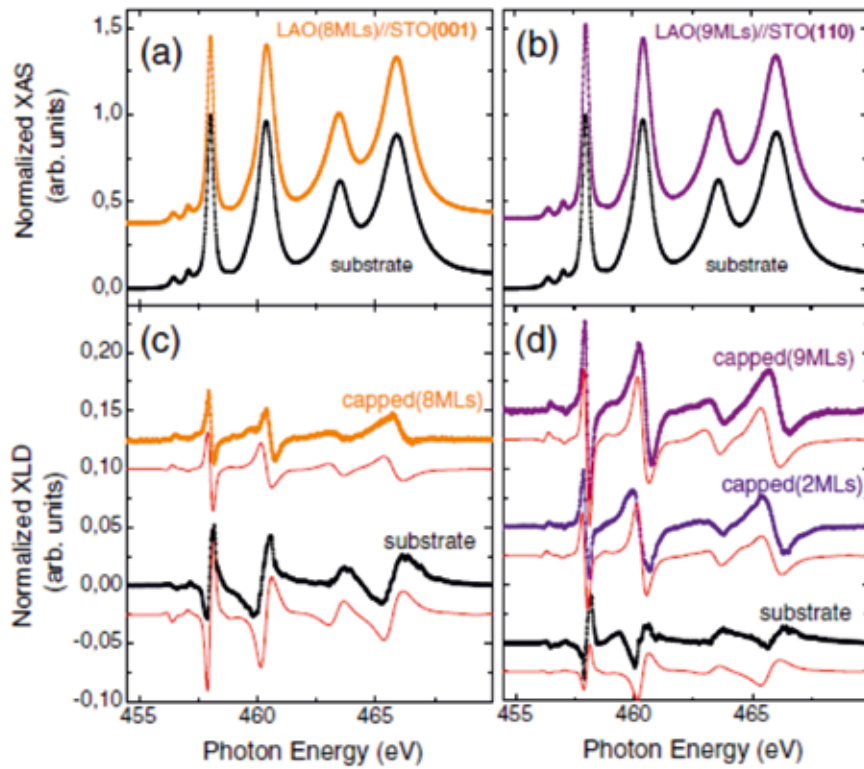 (a)
LAO(8MLs)//STO(001)
substrate
Normalized XAS
(arb. units)
1,5
1,0
0,5
0,0
(b)
LAO(9MLs)//STO(110)
substrate
(c)
capped(8MLs)
substrate
Normalized XLD
(arb. units)
0,20
0,15
0,10
0,05
0,00
-0,05
-0,10
455
460
465
Photon Energy (eV)
(d)
capped(9MLs)
capped(2MLs)
substrate
455
460
465
Photon Energy (eV)